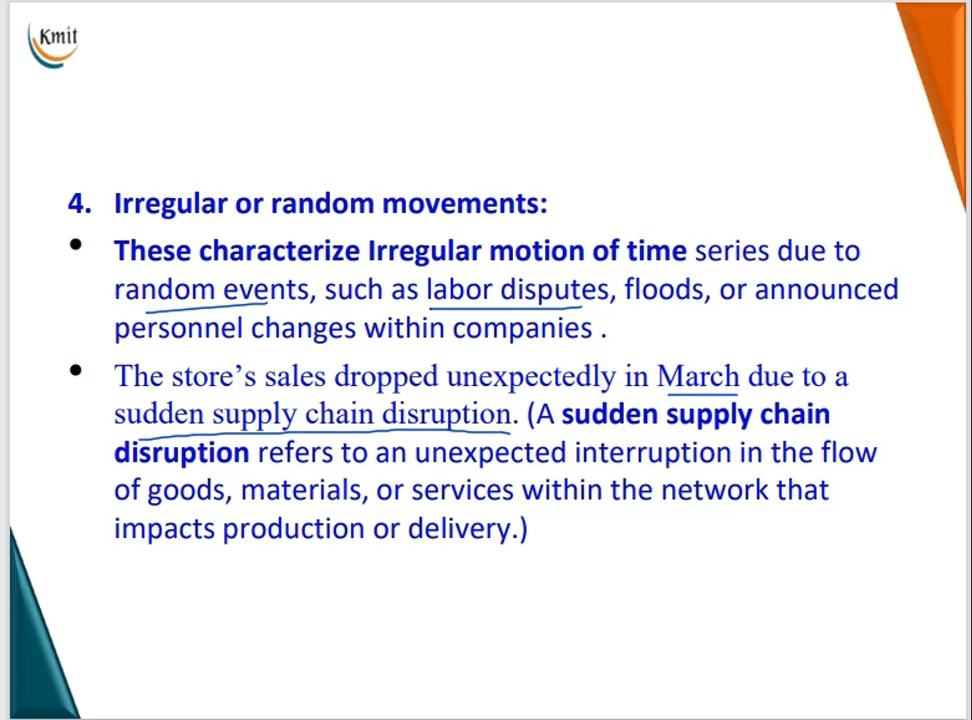 Kmit
4. Irregular or random movements:
• These characterize Irregular motion of time series due to
random events, such as labor disputes, floods, or announced
personnel changes within companies .
• The store’s sales dropped unexpectedly in March due to a
sudden supply chain disruption. (A sudden supply chain
disruption refers to an unexpected interruption in the flow
of goods, materials, or services within the network that
impacts production or delivery.)